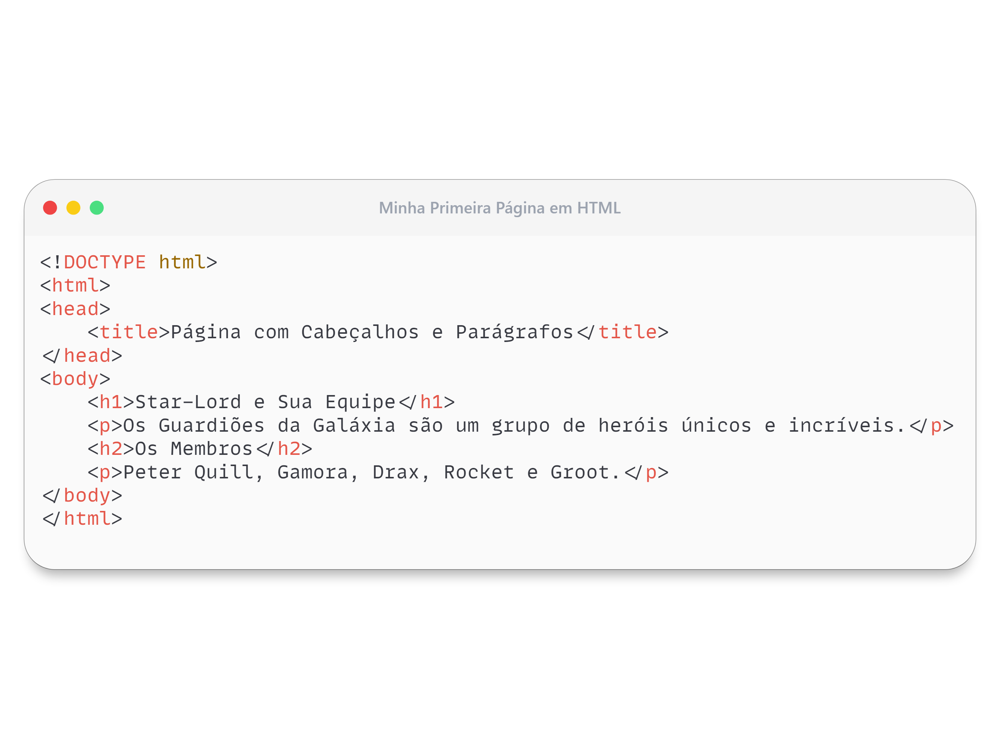 Minha Primeira Página em HTML
<!DOCTYPE html>
<html>
<head>
    <title>Página com Cabeçalhos e Parágrafos</title>
</head>
<body>
    <h1>Star-Lord e Sua Equipe</h1>
    <p>Os Guardiões da Galáxia são um grupo de heróis únicos e incríveis.</p>
    <h2>Os Membros</h2>
    <p>Peter Quill, Gamora, Drax, Rocket e Groot.</p>
</body>
</html>